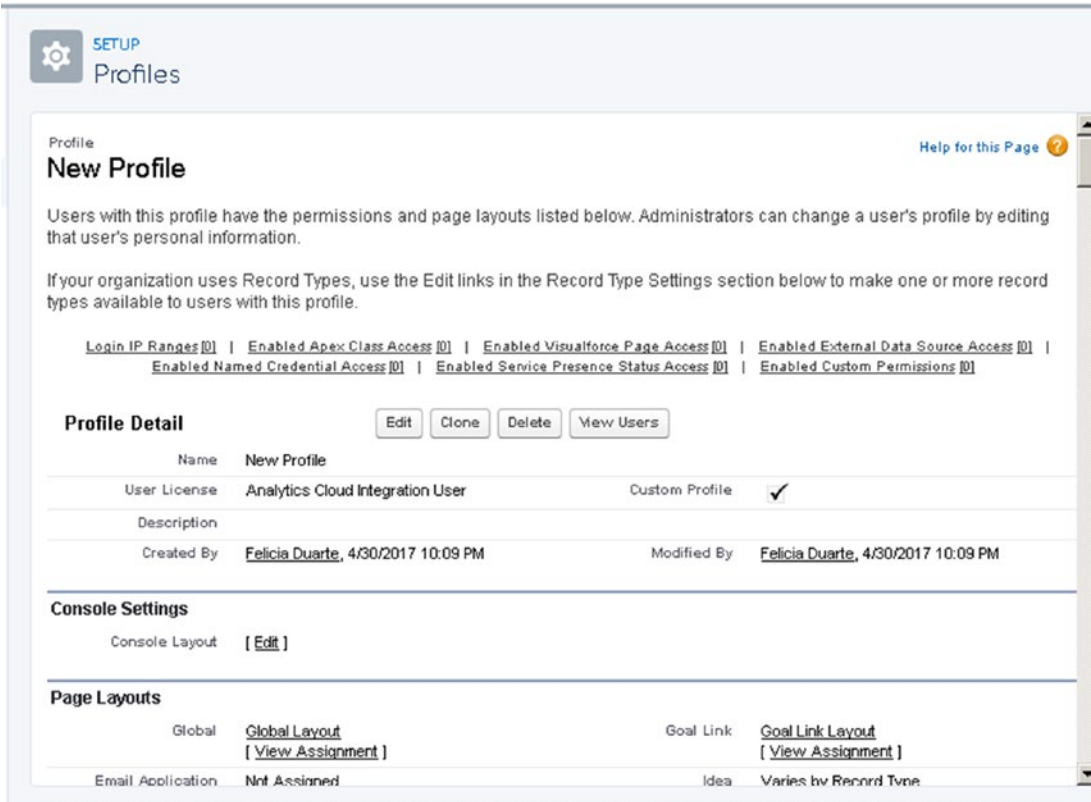 SETUP
Profiles
Profile
Help for this Page ?
New Profile
Users with this profile have the permissions and page layouts listed below. Administrators can change a user's profile by editing
that user's personal information.
If your organization uses Record Types, use the Edit links in the Record Type Settings section below to make one or more record
types available to users with this profile.
Login IP Ranges [0] | Enabled Apex Class Access [0] | Enabled Visualforce Page Access [0] | Enabled External Data Source Access [0] |
Enabled Named Credential Access [0] | Enabled Service Presence Status Access [0] | Enabled Custom Permissions [0]
Profile Detail Edit Clone Delete View Users
Name New Profile
User License Analytics Cloud Integration User Custom Profile ✓
Description
Created By Felicia Duarte, 4/30/2017 10:09 PM Modified By Felicia Duarte, 4/30/2017 10:09 PM
Console Settings
Console Layout [ Edit ]
Page Layouts
Global Global Layout Goal Link Goal Link Layout
[ View Assignment ] [ View Assignment ]
Email Application Not Assigned Idea Varies by Record Type